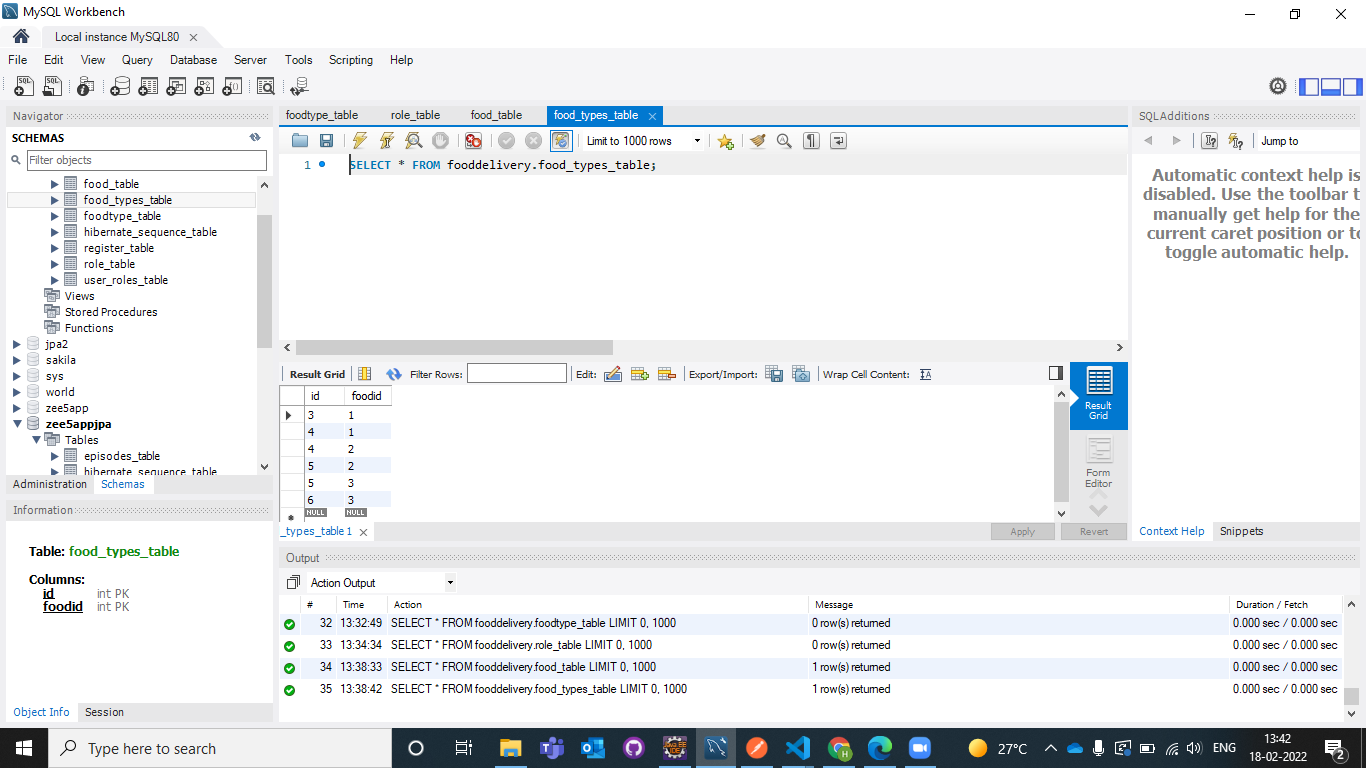 MySQL Workbench
Local instance MySQL80
File Edit View Query Database Server Tools Scripting Help
Navigator
SCHEMAS
Filter objects
food_table
food_types_table
foodtype_table
hibernate_sequence_table
register_table
role_table
user_roles_table
Views
Stored Procedures
Functions
jpa2
sakila
sys
world
zee5app
zee5appjpa
Tables
episodes_table
hibernate_sequence_table
Administration Schemas
Information
Table: food_types_table
Columns:
id int PK
foodid int PK
Object Info Session
foodtype_table role_table food_table food_types_table
Limit to 1000 rows
1 SELECT * FROM fooddelivery.food_types_table;
Result Grid Filter Rows: Edit: Export/Import: Wrap Cell Content:
id foodid
3 1
4 1
4 2
5 2
5 3
6 3
NULL NULL
Result Grid
Form Editor
_types_table 1
Apply Revert
Output
Action Output
# Time Action Message Duration / Fetch
32 13:32:49 SELECT * FROM fooddelivery.foodtype_table LIMIT 0, 1000 0 row(s) returned 0.000 sec / 0.000 sec
33 13:34:34 SELECT * FROM fooddelivery.role_table LIMIT 0, 1000 0 row(s) returned 0.000 sec / 0.000 sec
34 13:38:33 SELECT * FROM fooddelivery.food_table LIMIT 0, 1000 1 row(s) returned 0.000 sec / 0.000 sec
35 13:38:42 SELECT * FROM fooddelivery.food_types_table LIMIT 0, 1000 1 row(s) returned 0.000 sec / 0.000 sec
SQLAdditions
Jump to
Automatic context help is
disabled. Use the toolbar t
manually get help for the
current caret position or to
toggle automatic help.
Context Help Snippets
Type here to search
27°C
ENG
13:42
18-02-2022
2